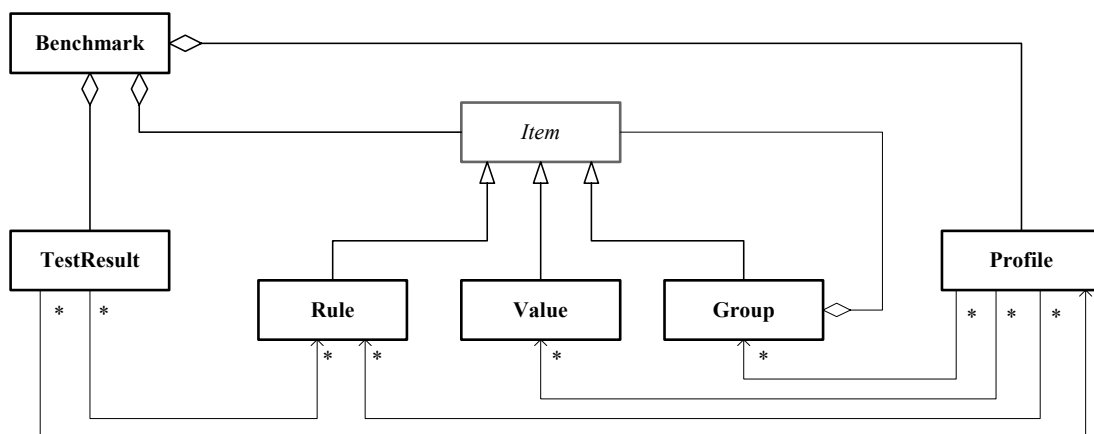 Benchmark
Item
TestResult
Profile
Rule
Value
Group
* *
* * *
* *
*
*